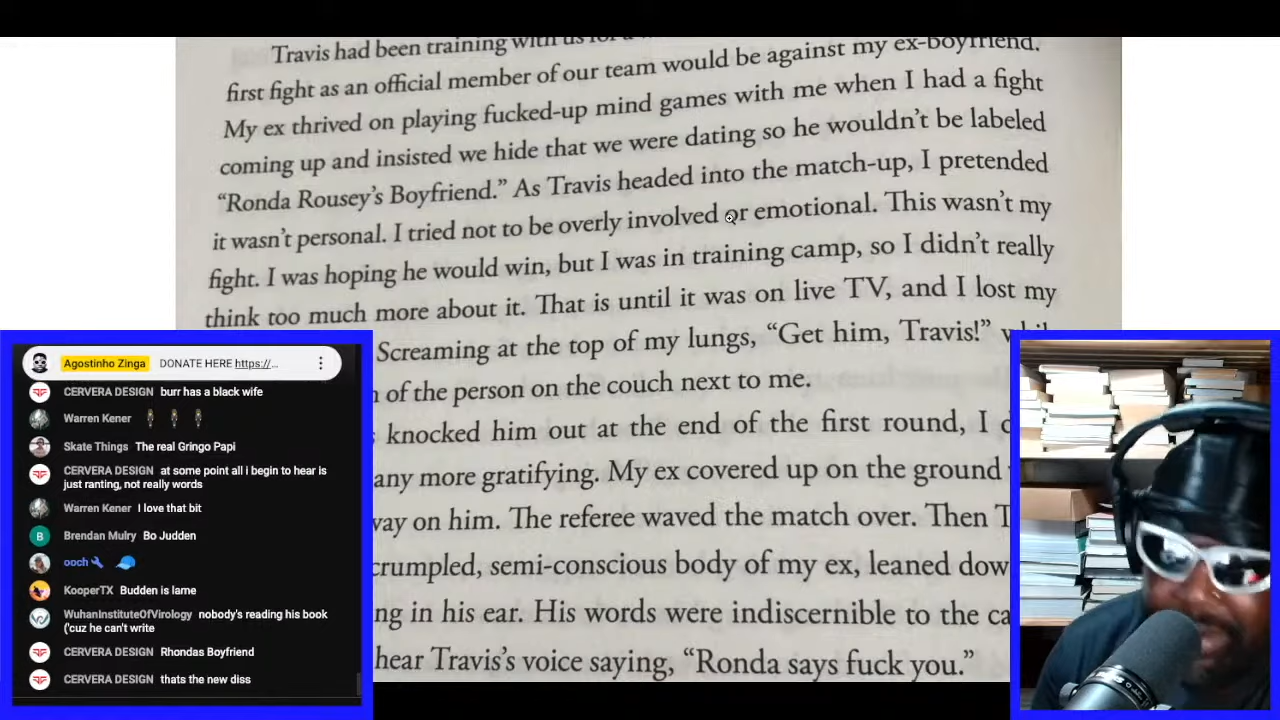 Travis had been training with us for a
first fight as an official member of our team would be against my ex-boyfriend.
My ex thrived on playing fucked-up mind games with me when I had a fight
coming up and insisted we hide that we were dating so he wouldn't be labeled
“Ronda Rousey's Boyfriend.” As Travis headed into the match-up, I pretended
it wasn't personal. I tried not to be overly involved or emotional. This wasn't my
fight. I was hoping he would win, but I was in training camp, so I didn't really
think too much more about it. That is until it was on live TV, and I lost my
Screaming at the top of my lungs, “Get him, Travis!”
of the person on the couch next to me.
knocked him out at the end of the first round, I
any more gratifying. My ex covered up on the ground
way on him. The referee waved the match over. Then
crumpled, semi-conscious body of my ex, leaned
in his ear. His words were indiscernible to the
hear Travis's voice saying, “Ronda says fuck you.”
Agostinho Zinga DONATE HERE https://...
CERVERA DESIGN burr has a black wife
Warren Kener
Skate Things The real Gringo Papi
CERVERA DESIGN at some point all i begin to hear is
just ranting, not really words
Warren Kener I love that bit
B Brendan Mulry Bo Judden
ooch
KooperTX Budden is lame
WuhanInstituteOfVirology nobody's reading his book
('cuz he can't write
CERVERA DESIGN Rhondas Boyfriend
CERVERA DESIGN thats the new diss